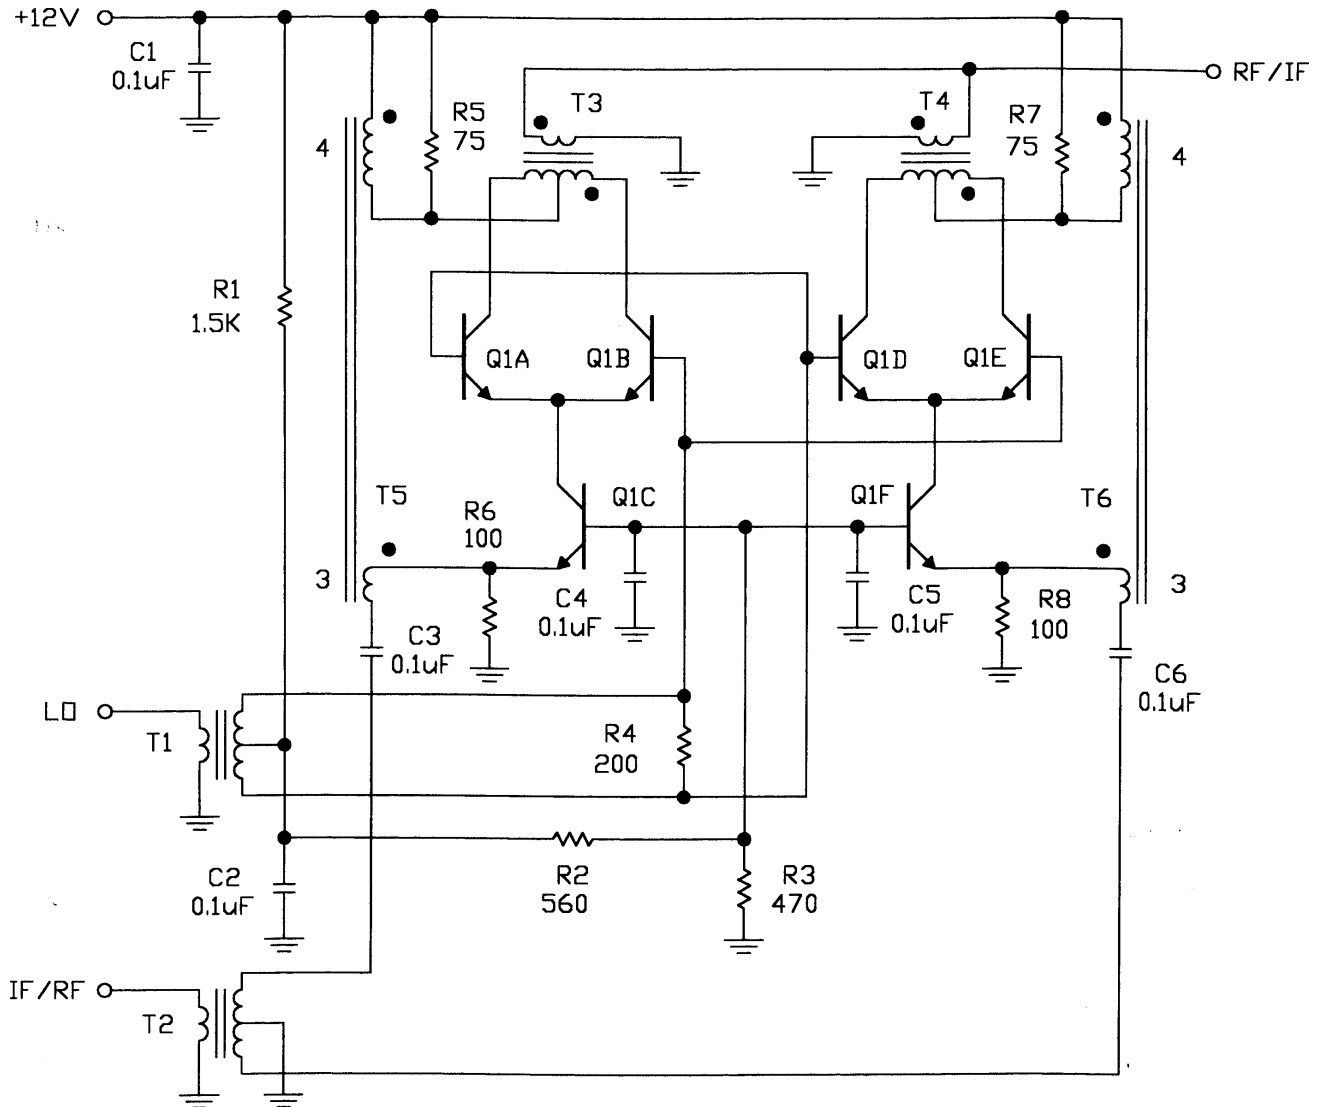 +12V
C1
0.1uF
RF/IF
T3
T4
R5
75
R7
75
4
4
R1
1.5K
Q1A
Q1B
Q1D
Q1E
T5
Q1C
Q1F
T6
R6
100
3
3
C4
0.1uF
C5
0.1uF
R8
100
C3
0.1uF
C6
0.1uF
LO
T1
R4
200
C2
0.1uF
R2
560
R3
470
IF/RF
T2